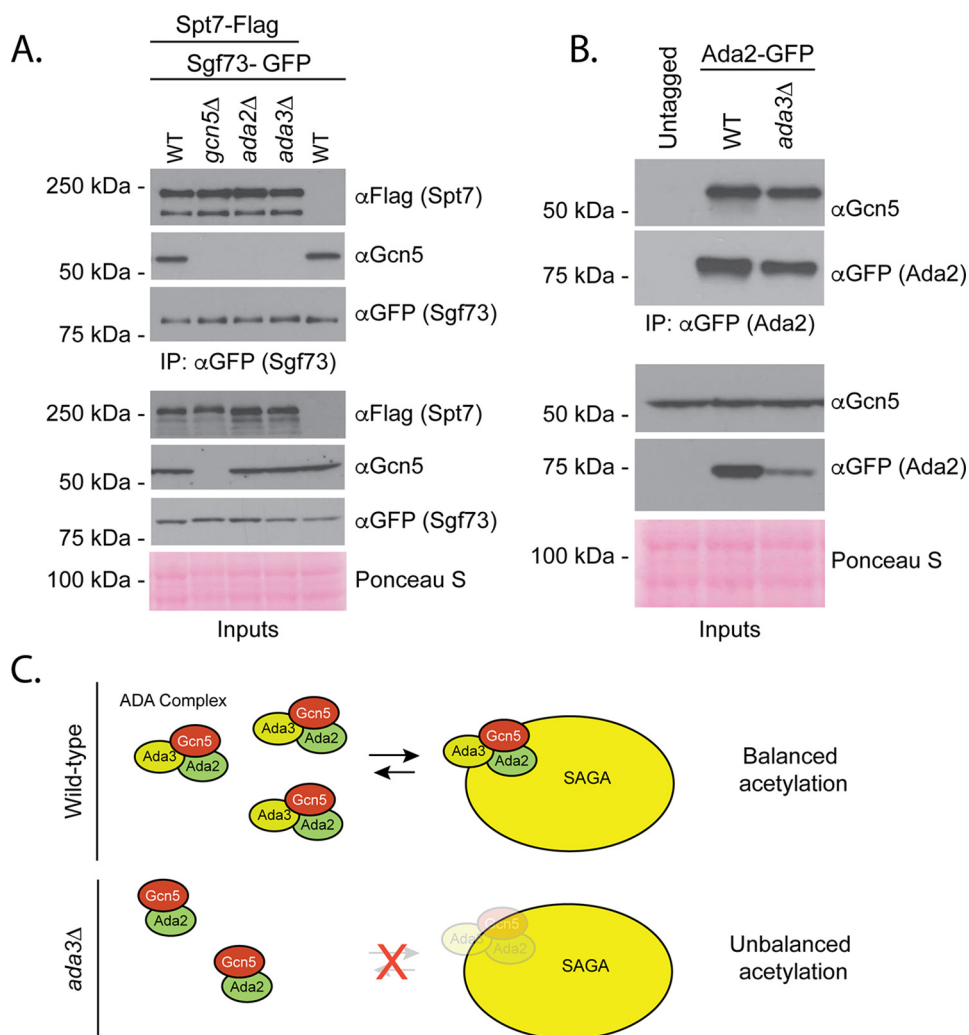 A.
Spt7-Flag
Sgf73- GFP
WT
gcn5Δ
ada2Δ
ada3Δ
WT
250 kDa -
αFlag (Spt7)
50 kDa -
αGcn5
75 kDa -
αGFP (Sgf73)
IP: αGFP (Sgf73)
250 kDa -
αFlag (Spt7)
50 kDa -
αGcn5
75 kDa -
αGFP (Sgf73)
100 kDa -
Ponceau S
Inputs
B.
Ada2-GFP
Untagged
WT
ada3Δ
50 kDa -
αGcn5
75 kDa -
αGFP (Ada2)
IP: αGFP (Ada2)
50 kDa -
αGcn5
75 kDa -
αGFP (Ada2)
100 kDa -
Ponceau S
Inputs
C.
Wild-type
ADA Complex
Gcn5
Ada3
Ada2
Gcn5
Ada3
Ada2
Gcn5
Ada3
Ada2
Gcn5
Ada3
Ada2
SAGA
Balanced
acetylation
ada3Δ
Gcn5
Ada2
Gcn5
Ada2
X
Gcn5
Ada3
Ada2
SAGA
Unbalanced
acetylation